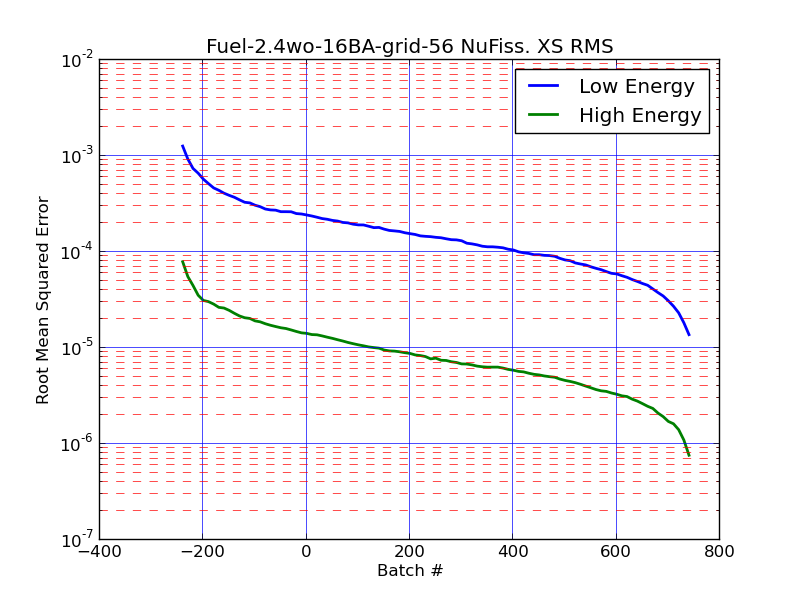 Fuel-2.4wo-16BA-grid-56 NuFiss. XS RMS
Low Energy
High Energy
Root Mean Squared Error
10^-2
10^-3
10^-4
10^-5
10^-6
10^-7
−400 −200 0 200 400 600 800
Batch #